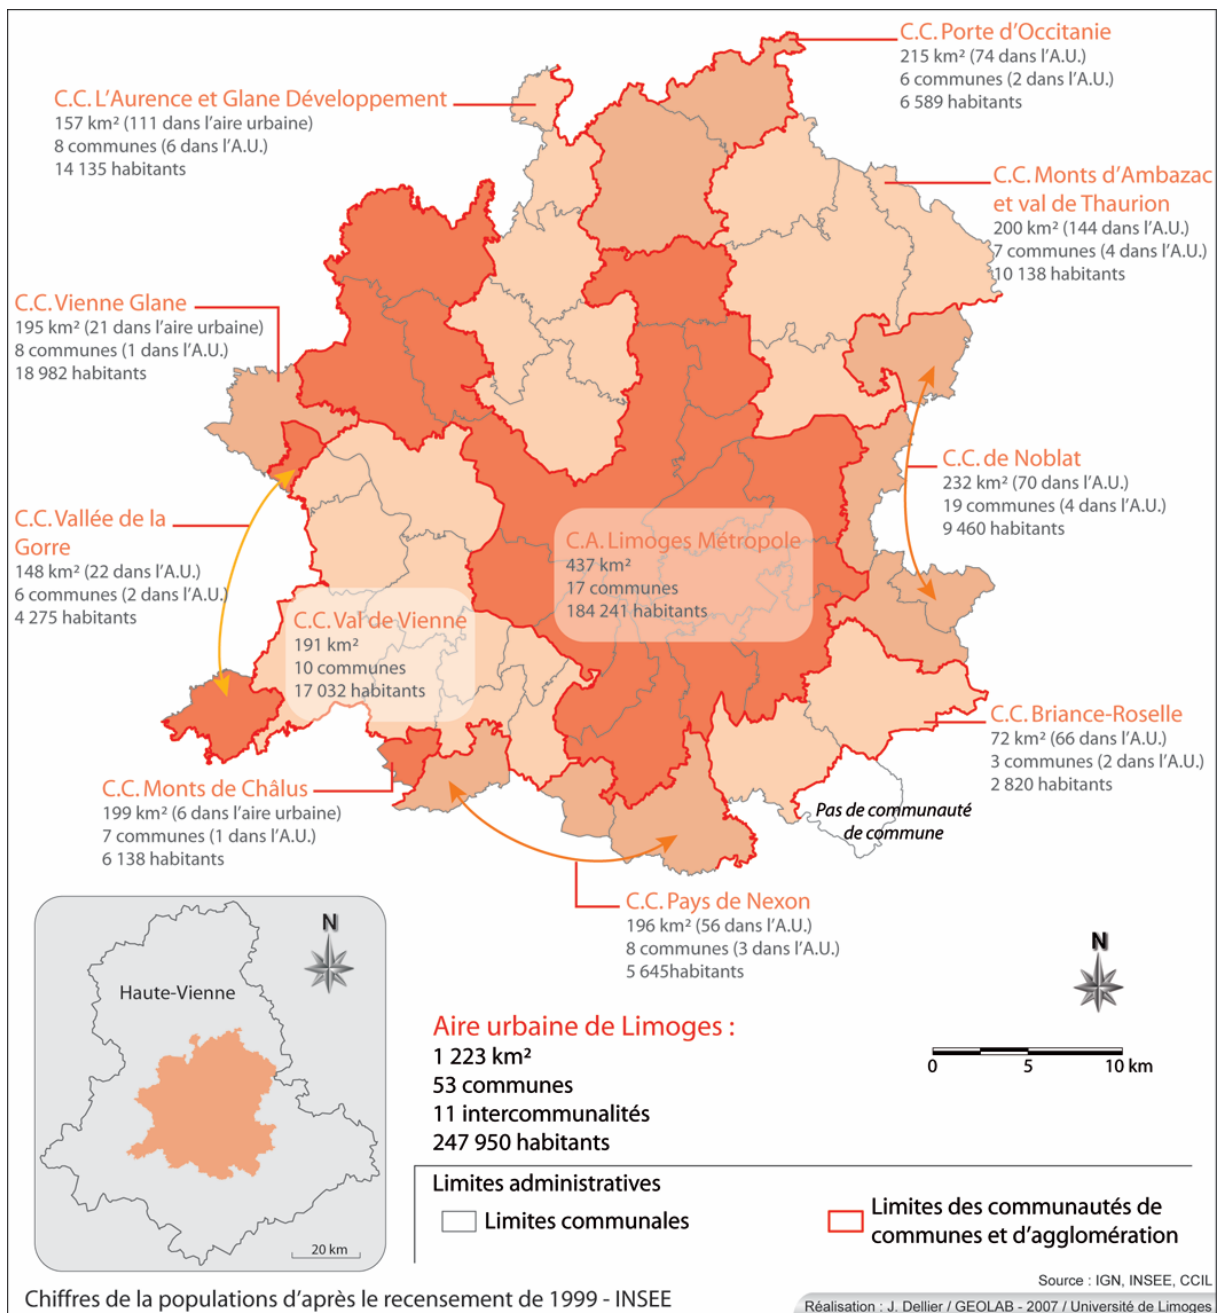 C.C. Porte d'Occitanie
215 km² (74 dans l'A.U.)
6 communes (2 dans l'A.U.)
6 589 habitants
C.C. L'Aurence et Glane Développement
157 km² (111 dans l'aire urbaine)
8 communes (6 dans l'A.U.)
14 135 habitants
C.C. Monts d'Ambazac
et val de Thaurion
200 km² (144 dans l'A.U.)
7 communes (4 dans l'A.U.)
10 138 habitants
C.C. Vienne Glane
195 km² (21 dans l'aire urbaine)
8 communes (1 dans l'A.U.)
18 982 habitants
C.C. de Noblat
232 km² (70 dans l'A.U.)
19 communes (4 dans l'A.U.)
9 460 habitants
C.C. Vallée de la
Gorre
148 km² (22 dans l'A.U.)
6 communes (2 dans l'A.U.)
4 275 habitants
C.A. Limoges Métropole
437 km²
17 communes
184 241 habitants
C.C. Val de Vienne
191 km²
10 communes
17 032 habitants
C.C. Briance-Roselle
72 km² (66 dans l'A.U.)
3 communes (2 dans l'A.U.)
2 820 habitants
C.C. Monts de Châlus
199 km² (6 dans l'aire urbaine)
7 communes (1 dans l'A.U.)
6 138 habitants
Pas de communauté
de commune
C.C. Pays de Nexon
196 km² (56 dans l'A.U.)
8 communes (3 dans l'A.U.)
5 645habitants
N
Haute-Vienne
20 km
N
0 5 10 km
Aire urbaine de Limoges :
1 223 km²
53 communes
11 intercommunalités
247 950 habitants
Limites administratives
Limites communales
Limites des communautés de
communes et d'agglomération
Source : IGN, INSEE, CCIL
Chiffres de la populations d'après le recensement de 1999 - INSEE
Réalisation : J. Dellier / GEOLAB - 2007 / Université de Limoges